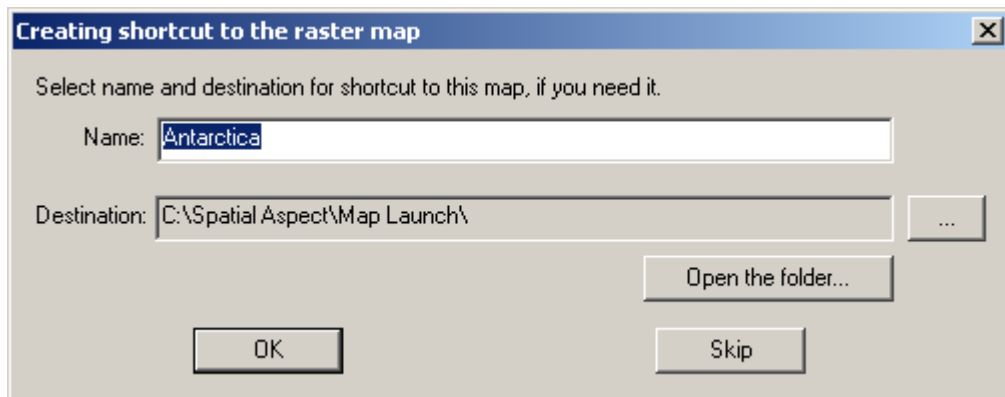 Creating shortcut to the raster map
Select name and destination for shortcut to this map, if you need it.
Name: Antarctica
Destination: C:\Spatial Aspect\Map Launch\ ...
Open the folder...
OK Skip